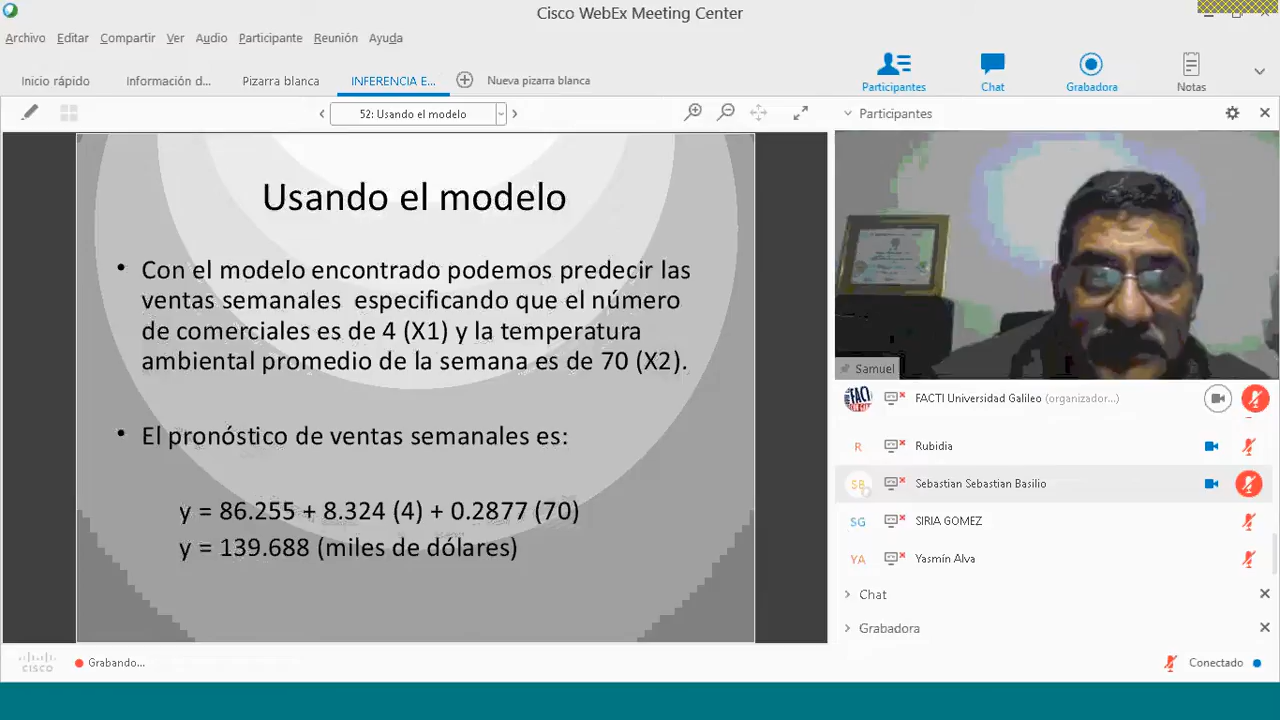 Cisco WebEx Meeting Center
Archivo Editar Compartir Ver Audio Participante Reunión Ayuda
Participantes Chat Grabadora Notas
Inicio rápido Información d... Pizarra blanca INFERENCIA E... Nueva pizarra blanca
52: Usando el modelo
Participantes
Usando el modelo
• Con el modelo encontrado podemos predecir las
ventas semanales especificando que el número
de comerciales es de 4 (X1) y la temperatura
ambiental promedio de la semana es de 70 (X2).
• El pronóstico de ventas semanales es:
y = 86.255 + 8.324 (4) + 0.2877 (70)
y = 139.688 (miles de dólares)
Samuel
FACTI Universidad Galileo (organizador...)
R Rubidia
SB Sebastian Sebastian Basilio
SG SIRIA GOMEZ
YA Yasmín Alva
Chat
Grabadora
CISCO
Grabando...
Conectado